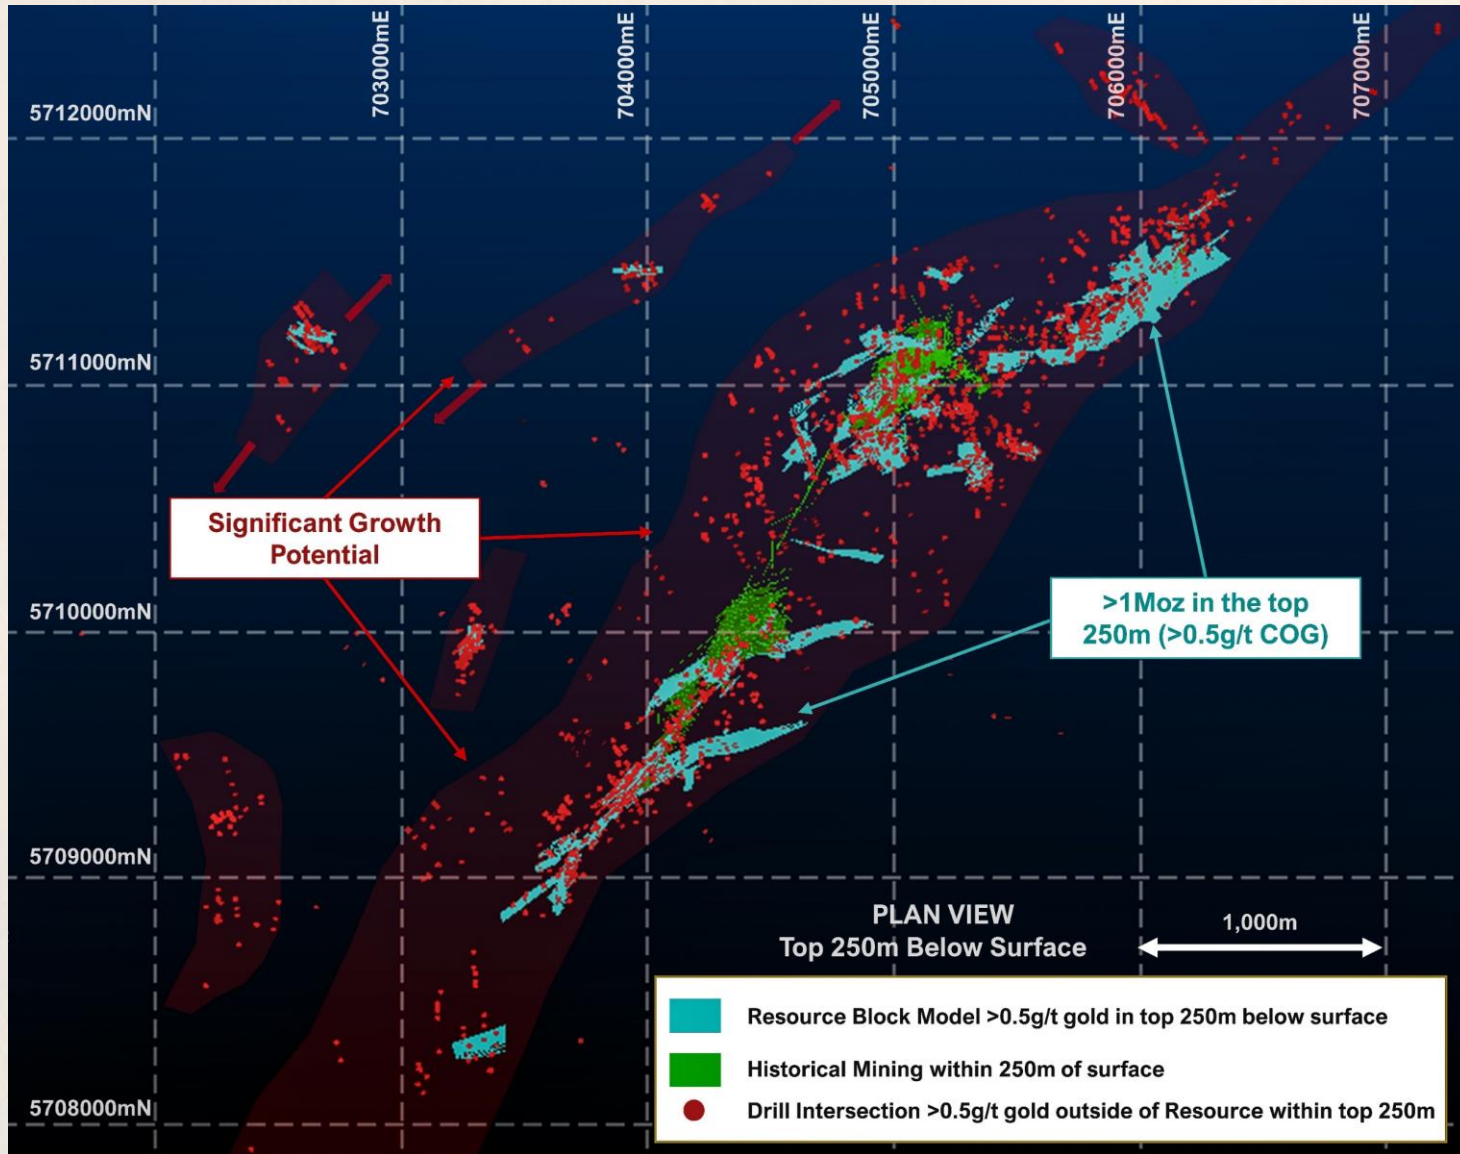 703000mE
704000mE
705000mE
706000mE
707000mE
5712000mN
5711000mN
5710000mN
5709000mN
5708000mN
Significant Growth
Potential
>1Moz in the top
250m (>0.5g/t COG)
PLAN VIEW
Top 250m Below Surface
1,000m
Resource Block Model >0.5g/t gold in top 250m below surface
Historical Mining within 250m of surface
Drill Intersection >0.5g/t gold outside of Resource within top 250m